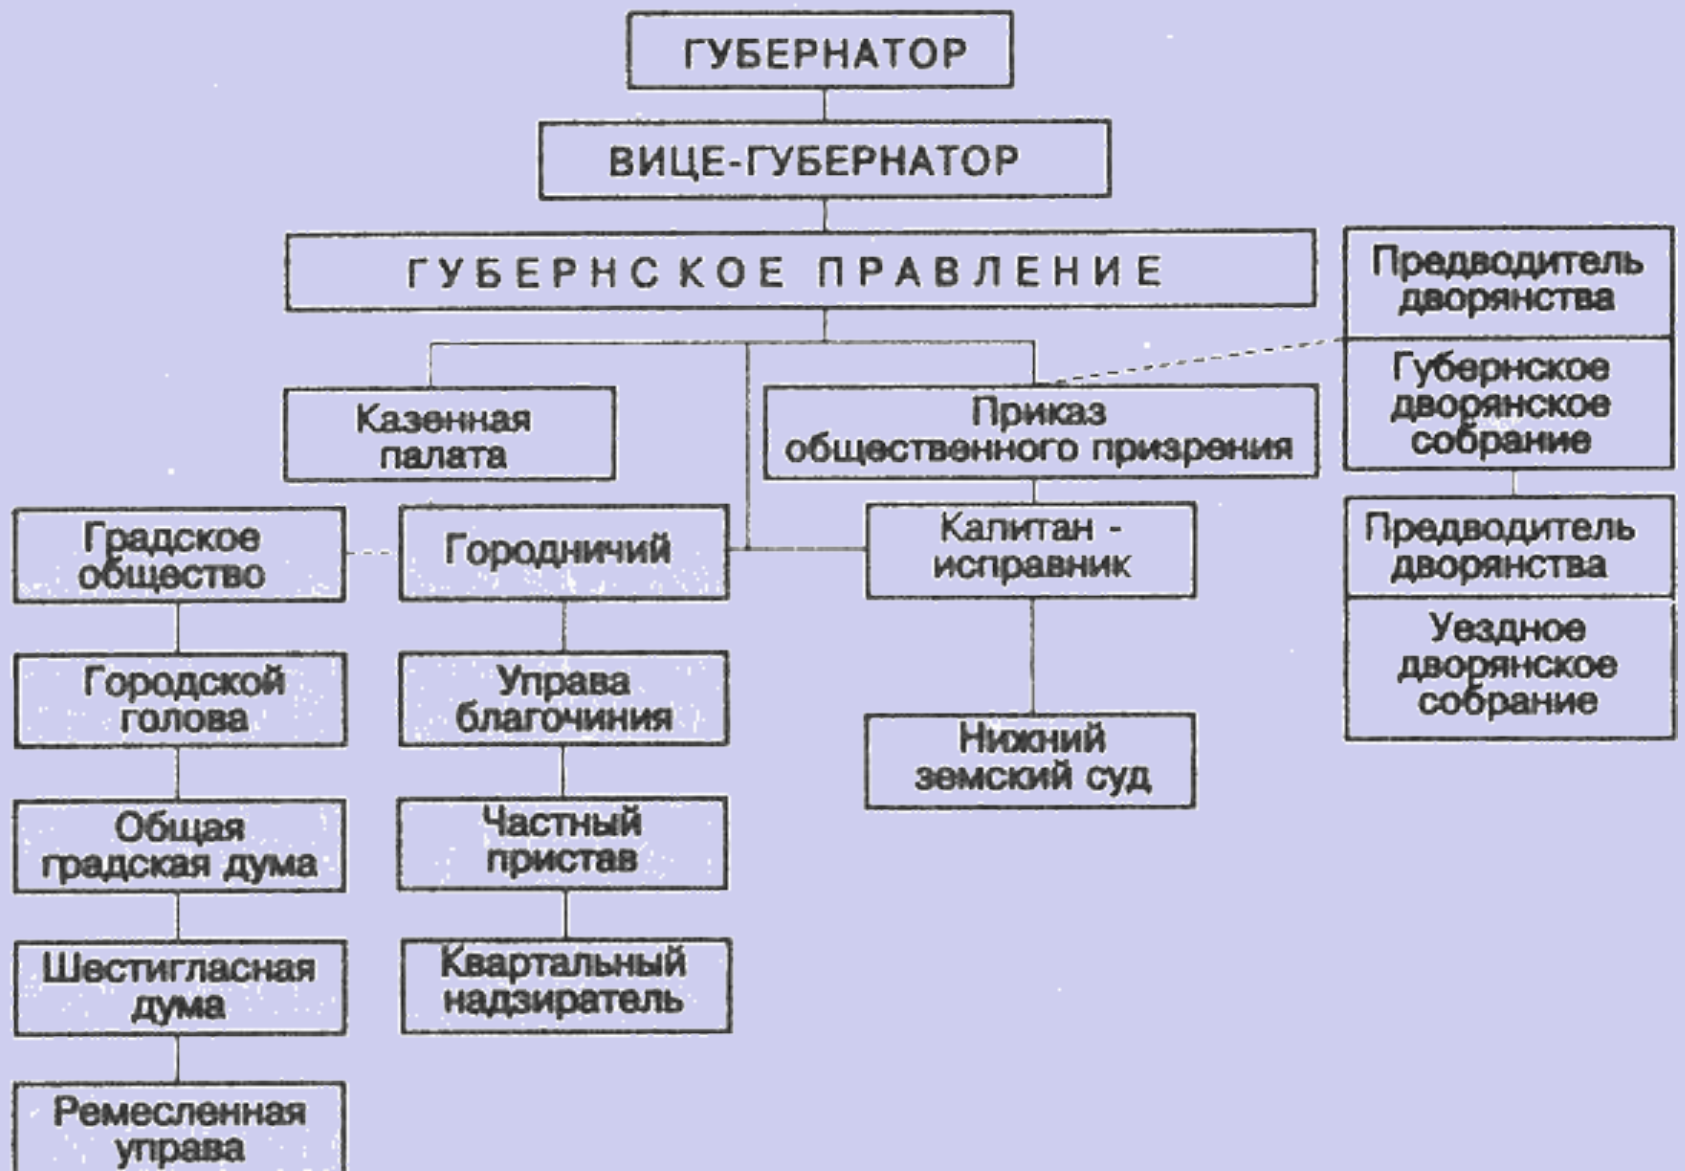 ГУБЕРНАТОР
ВИЦЕ-ГУБЕРНАТОР
ГУБЕРНСКОЕ ПРАВЛЕНИЕ
Предводитель
дворянства
Губернское
дворянское
собрание
Казенная
палата
Приказ
общественного призрения
Градское
общество
Городничий
Капитан -
исправник
Предводитель
дворянства
Уездное
дворянское
собрание
Городской
голова
Управа
благочиния
Нижний
земский суд
Общая
градская дума
Частный
пристав
Шестигласная
дума
Квартальный
надзиратель
Ремесленная
управа